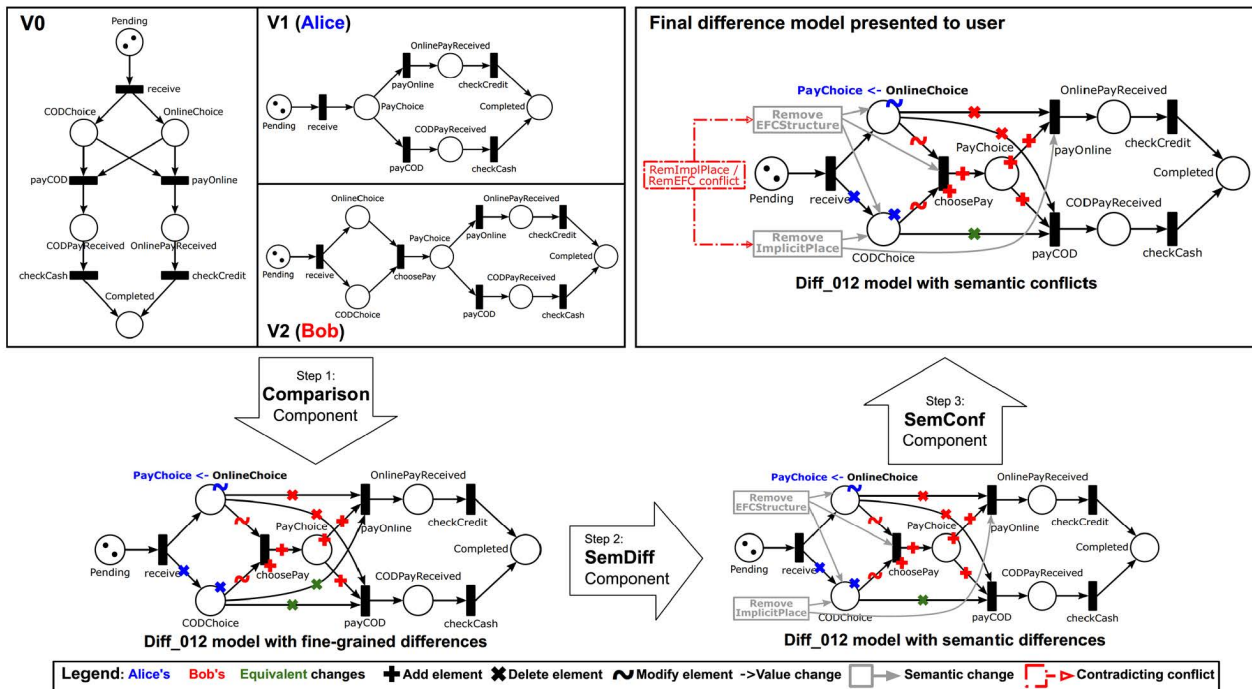 V0
Pending
receive
CODChoice
OnlineChoice
payCOD
payOnline
CODPayReceived
OnlinePayReceived
checkCash
checkCredit
Completed
V1 (Alice)
OnlinePayReceived
payOnline
checkCredit
PayChoice
Completed
Pending
receive
CODPayReceived
payCOD
checkCash
OnlineChoice
OnlinePayReceived
payOnline
checkCredit
PayChoice
Completed
Pending
receive
choosePay
CODPayReceived
CODChoice
payCOD
checkCash
V2 (Bob)
Final difference model presented to user
PayChoice <- OnlineChoice
OnlinePayReceived
Remove
EFCStructure
PayChoice
payOnline
checkCredit
RemImplPlace /
RemEFC conflict
Completed
Pending
receive
choosePay
CODPayReceived
Remove
ImplicitPlace
CODChoice
payCOD
checkCash
Diff_012 model with semantic conflicts
Step 1:
Comparison
Component
Step 3:
SemConf
Component
PayChoice <- OnlineChoice
OnlinePayReceived
PayChoice
payOnline
checkCredit
Completed
Pending
receive
choosePay
CODPayReceived
CODChoice
payCOD
checkCash
Diff_012 model with fine-grained differences
Step 2:
SemDiff
Component
PayChoice <- OnlineChoice
OnlinePayReceived
Remove
EFCStructure
PayChoice
payOnline
checkCredit
Completed
Pending
receive
choosePay
CODPayReceived
Remove
ImplicitPlace
CODChoice
payCOD
checkCash
Diff_012 model with semantic differences
Legend: Alice's Bob's Equivalent changes Add element Delete element Modify element ->Value change Semantic change Contradicting conflict